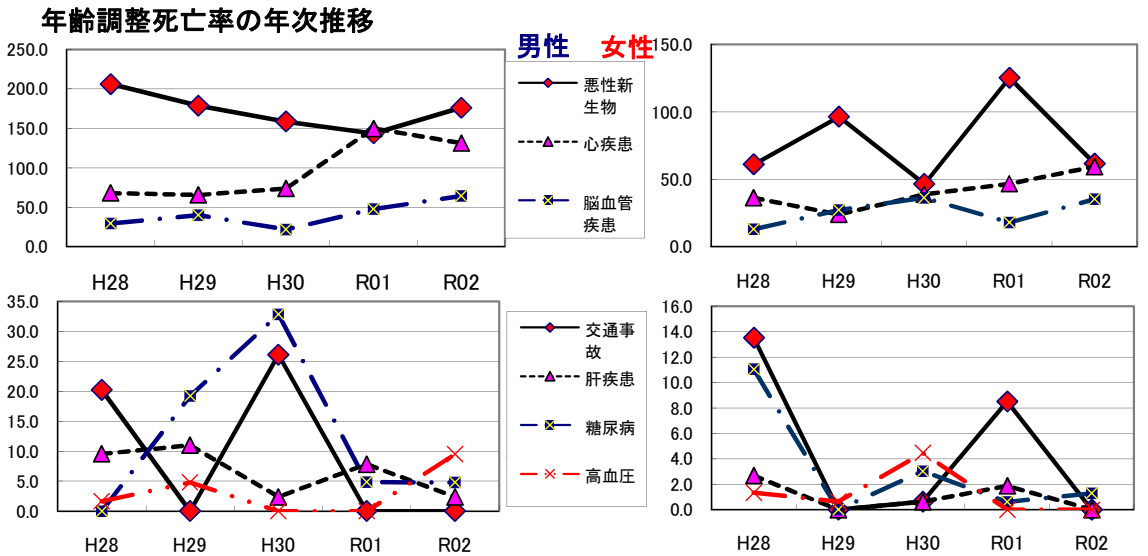 年齢調整死亡率の年次推移
男性 女性
250.0
200.0
150.0
100.0
50.0
0.0
H28 H29 H30 R01 R02
悪性新
生物
心疾患
脳血管
疾患
150.0
100.0
50.0
0.0
H28 H29 H30 R01 R02
35.0
30.0
25.0
20.0
15.0
10.0
5.0
0.0
H28 H29 H30 R01 R02
交通事
故
肝疾患
糖尿病
高血圧
16.0
14.0
12.0
10.0
8.0
6.0
4.0
2.0
0.0
H28 H29 H30 R01 R02